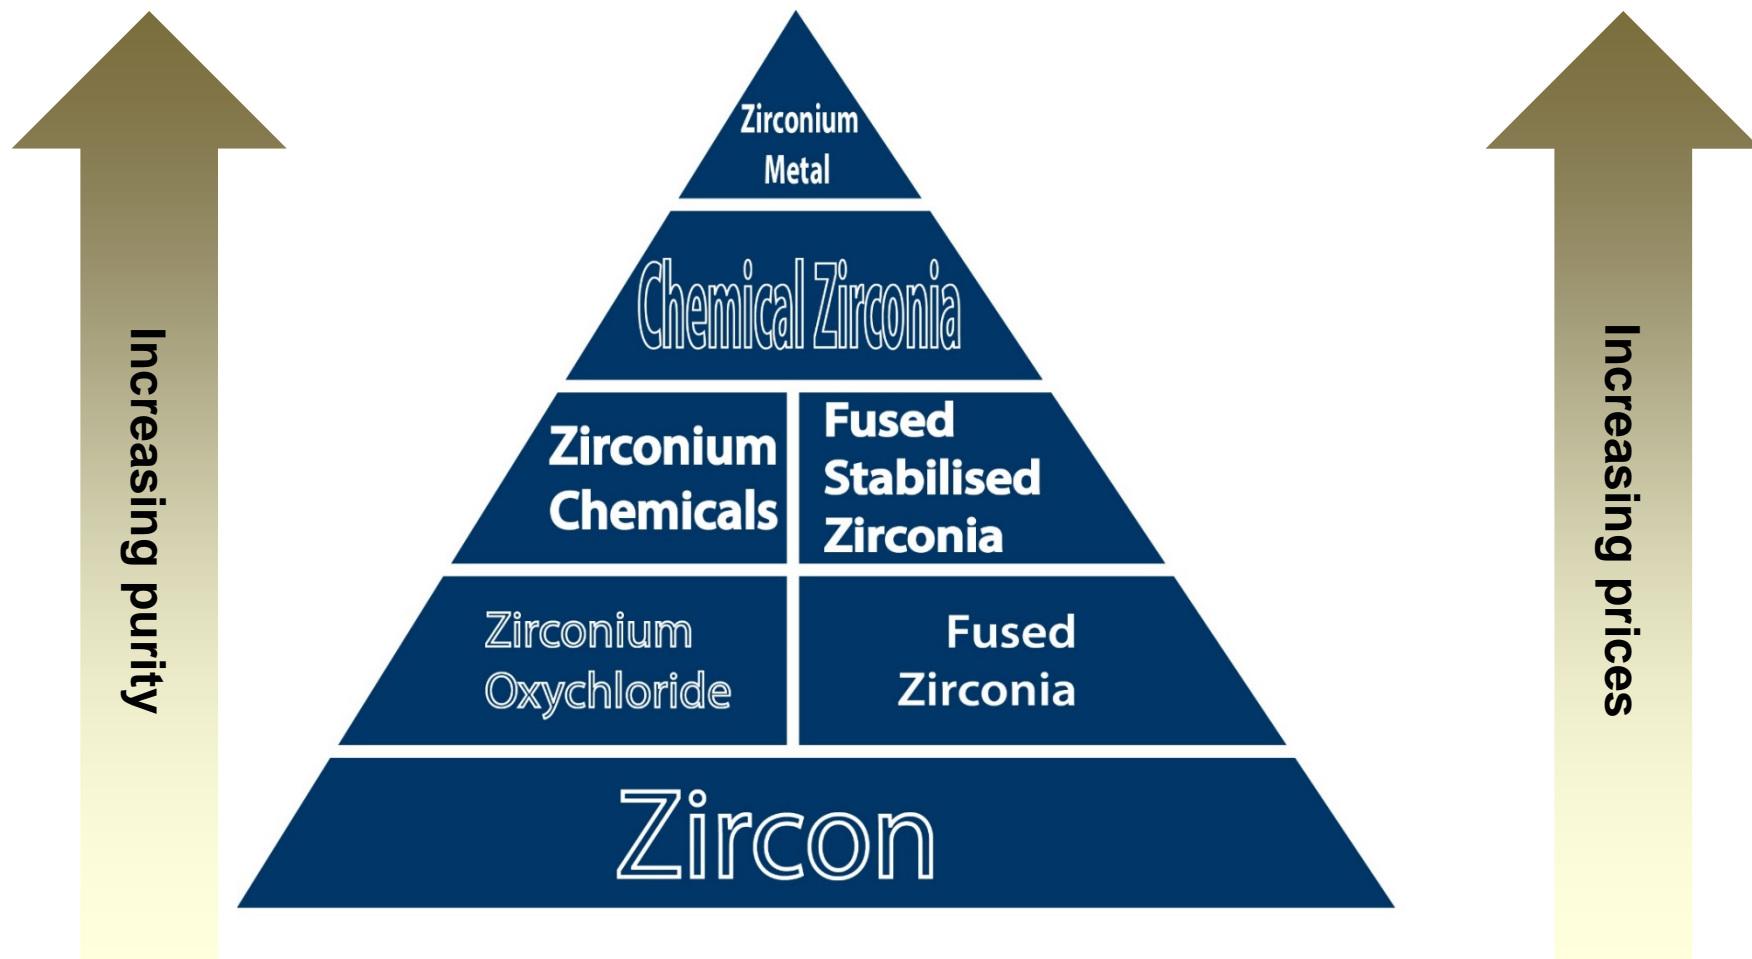 Zirconium
Metal
Chemical Zirconia
Zirconium
Chemicals
Fused
Stabilised
Zirconia
Zirconium
Oxychloride
Fused
Zirconia
Zircon
Increasing purity
Increasing prices